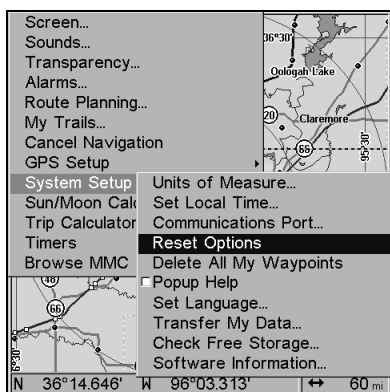 Screen...
Sounds...
Transparency...
Alarms...
Route Planning...
My Trails...
Cancel Navigation
GPS Setup
System Setup
Sun/Moon Calc
Trip Calculator
Timers
Browse MMC
Units of Measure...
Set Local Time...
Communications Port...
Reset Options
Delete All My Waypoints
Popup Help
Set Language...
Transfer My Data...
Check Free Storage...
Software Information...
36°30'
Oologah Lake
20
Claremore
66
95°30'
48
66
N 36°14.646' W 96°03.313' ↔ 60 mi